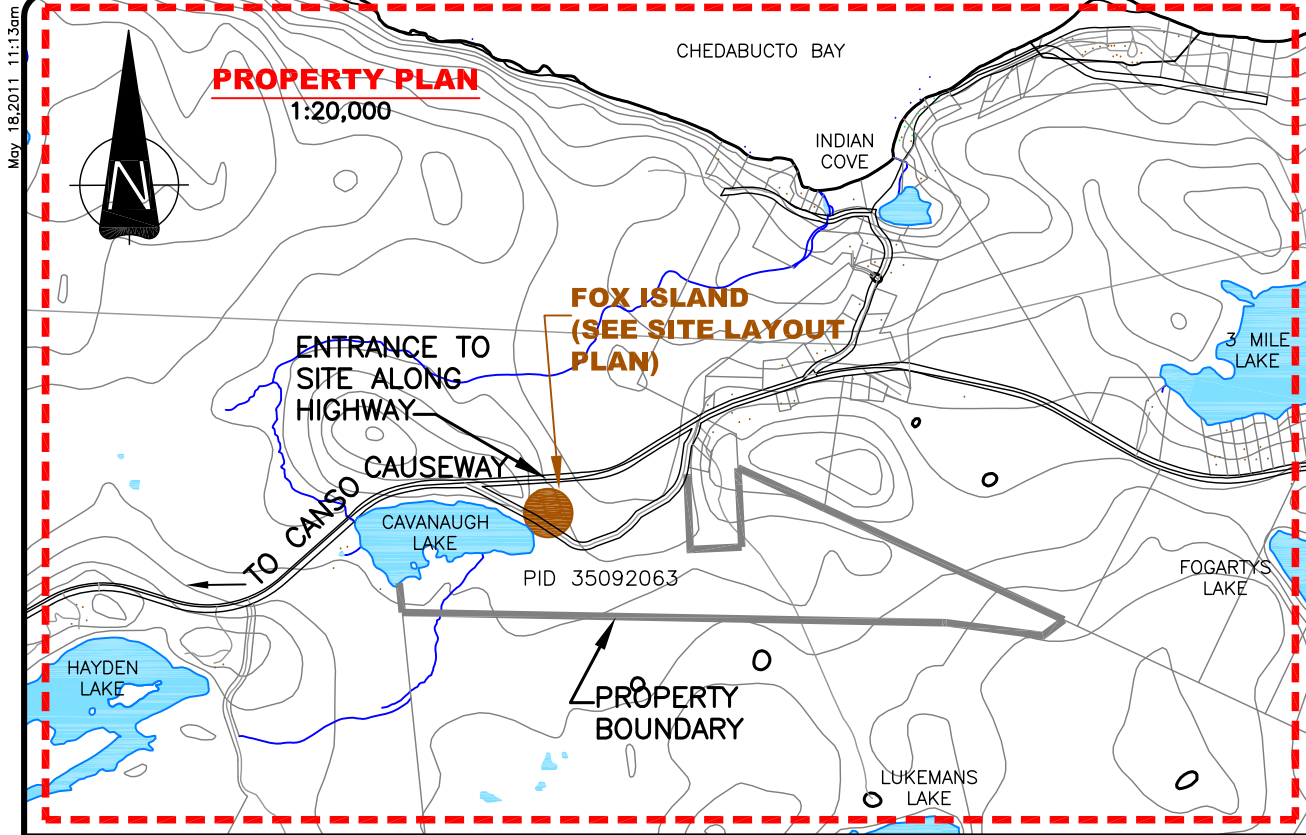 May 18,2011 11:13am
PROPERTY PLAN
1:20,000
N
CHEDABUCTO BAY
INDIAN
COVE
FOX ISLAND
(SEE SITE LAYOUT
PLAN)
ENTRANCE TO
SITE ALONG
HIGHWAY
3 MILE
LAKE
TO CANSO CAUSEWAY
CAVANAUGH
LAKE
PID 35092063
FOGARTYS
LAKE
HAYDEN
LAKE
PROPERTY
BOUNDARY
LUKEMANS
LAKE